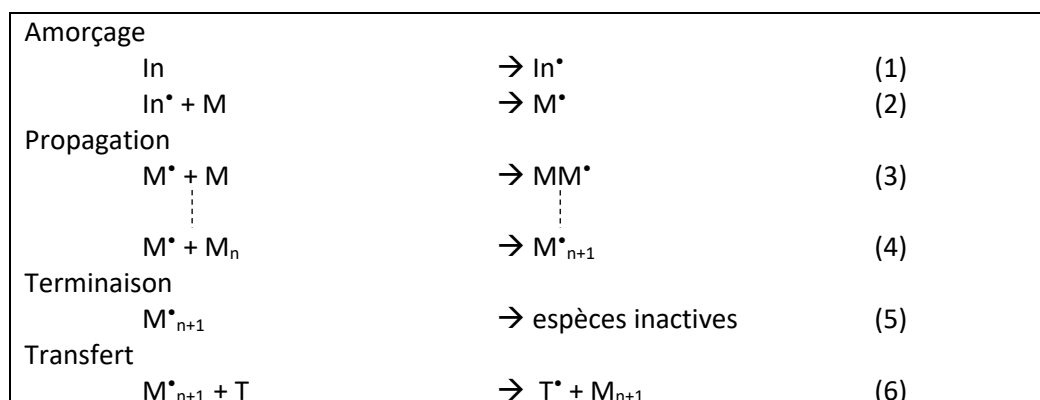 Amorçage
In → In• (1)
In• + M → M• (2)
Propagation
M• + M → MM• (3)
M• + Mn → M•n+1 (4)
Terminaison
M•n+1 → espèces inactives (5)
Transfert
M•n+1 + T → T• + Mn+1 (6)